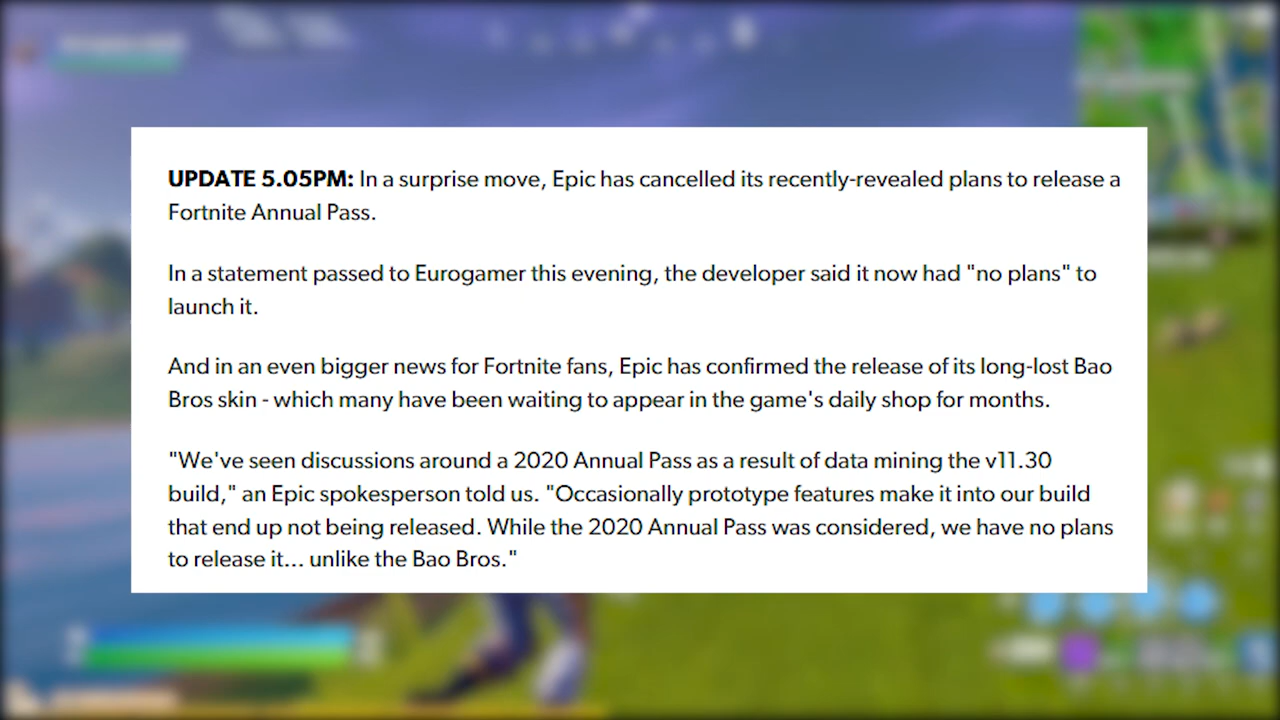 UPDATE 5.05PM: In a surprise move, Epic has cancelled its recently-revealed plans to release a
Fortnite Annual Pass.
In a statement passed to Eurogamer this evening, the developer said it now had "no plans" to
launch it.
And in an even bigger news for Fortnite fans, Epic has confirmed the release of its long-lost Bao
Bros skin - which many have been waiting to appear in the game's daily shop for months.
"We've seen discussions around a 2020 Annual Pass as a result of data mining the v11.30
build," an Epic spokesperson told us. "Occasionally prototype features make it into our build
that end up not being released. While the 2020 Annual Pass was considered, we have no plans
to release it... unlike the Bao Bros."